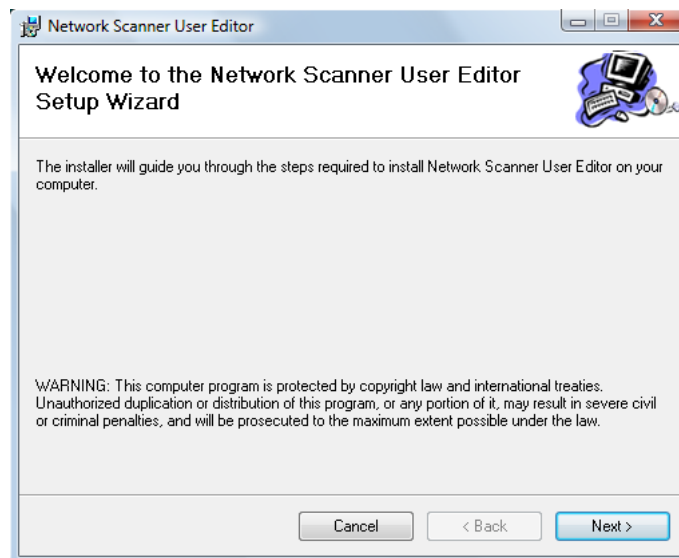 Network Scanner User Editor
Welcome to the Network Scanner User Editor
Setup Wizard
The installer will guide you through the steps required to install Network Scanner User Editor on your
computer.
WARNING: This computer program is protected by copyright law and international treaties.
Unauthorized duplication or distribution of this program, or any portion of it, may result in severe civil
or criminal penalties, and will be prosecuted to the maximum extent possible under the law.
Cancel
< Back
Next >